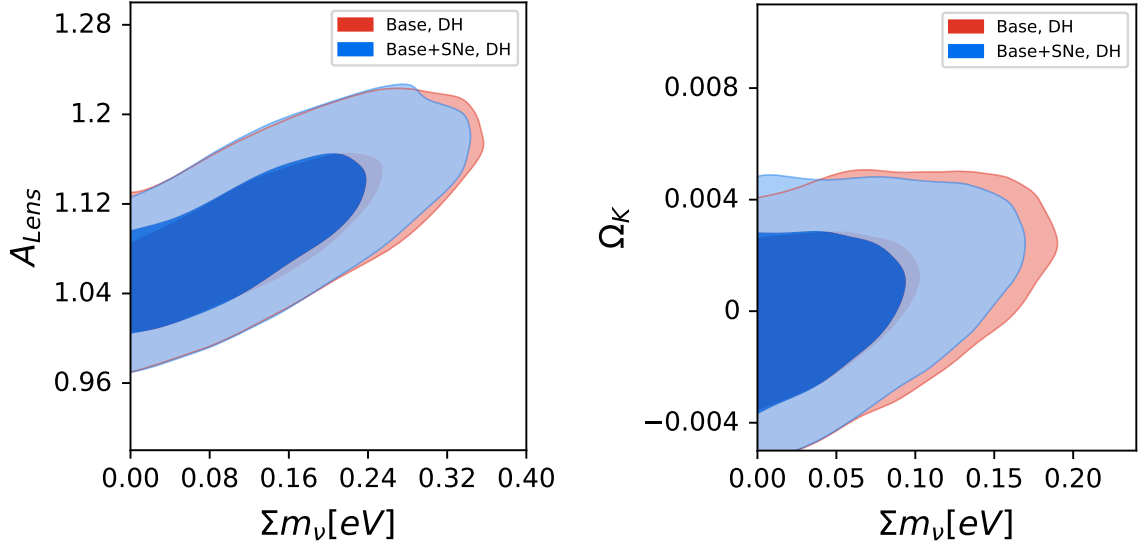 Base, DH
Base+SNe, DH
1.28
1.2
1.12
1.04
0.96
A_Lens
0.00 0.08 0.16 0.24 0.32 0.40
Σm_ν[eV]
Base, DH
Base+SNe, DH
0.008
0.004
0
−0.004
Ω_K
0.00 0.05 0.10 0.15 0.20
Σm_ν[eV]